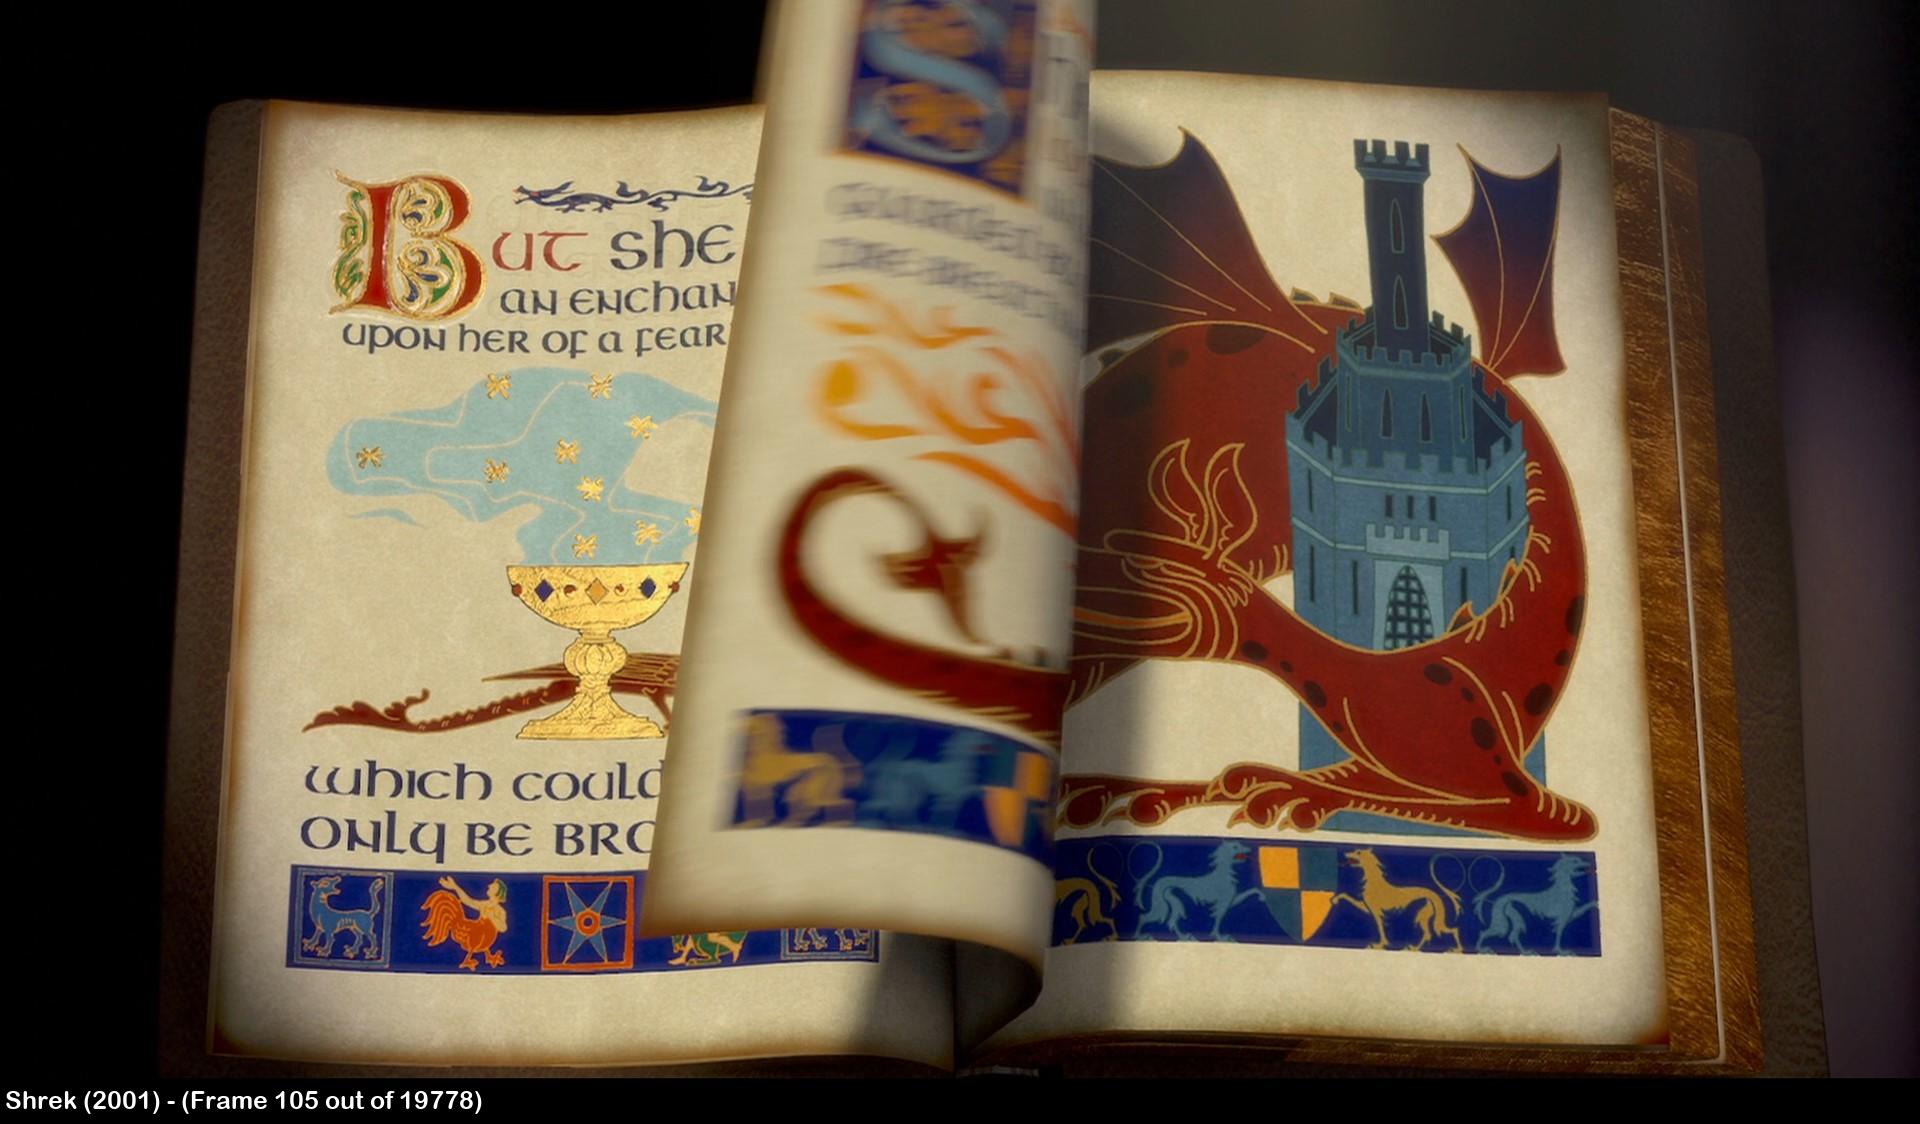 But she
an enchan
upon her of a fear
which could
only be bro
S
Shrek (2001) - (Frame 105 out of 19778)